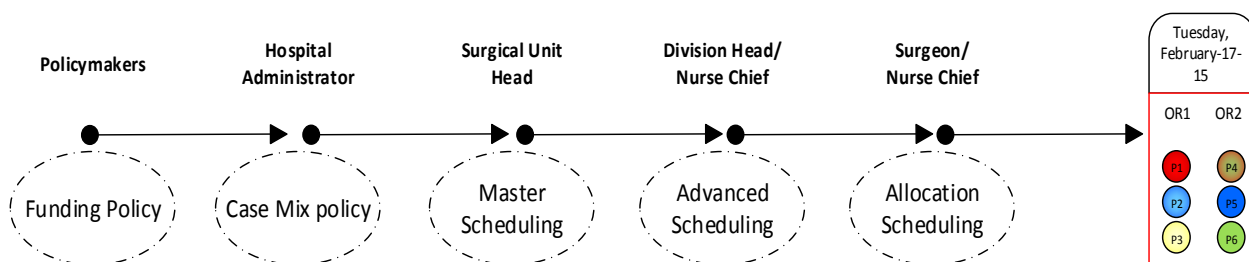 Policymakers
Hospital
Administrator
Surgical Unit
Head
Division Head/
Nurse Chief
Surgeon/
Nurse Chief
Funding Policy
Case Mix policy
Master
Scheduling
Advanced
Scheduling
Allocation
Scheduling
Tuesday,
February-17-
15
OR1 OR2
P1 P4
P2 P5
P3 P6